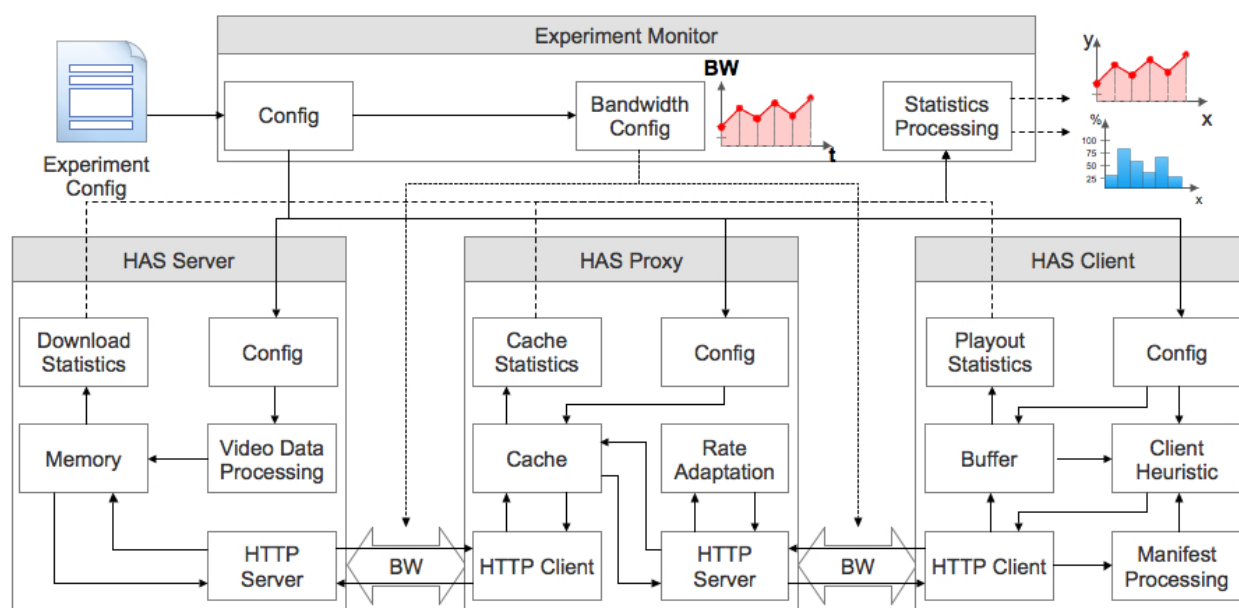 Experiment Monitor
Experiment
Config
Config
Bandwidth
Config
BW
t
Statistics
Processing
y
x
%
100
75
50
25
x
HAS Server
Download
Statistics
Config
Memory
Video Data
Processing
HTTP
Server
BW
HAS Proxy
Cache
Statistics
Config
Cache
Rate
Adaptation
HTTP Client
HTTP
Server
BW
HAS Client
Playout
Statistics
Config
Buffer
Client
Heuristic
HTTP Client
Manifest
Processing